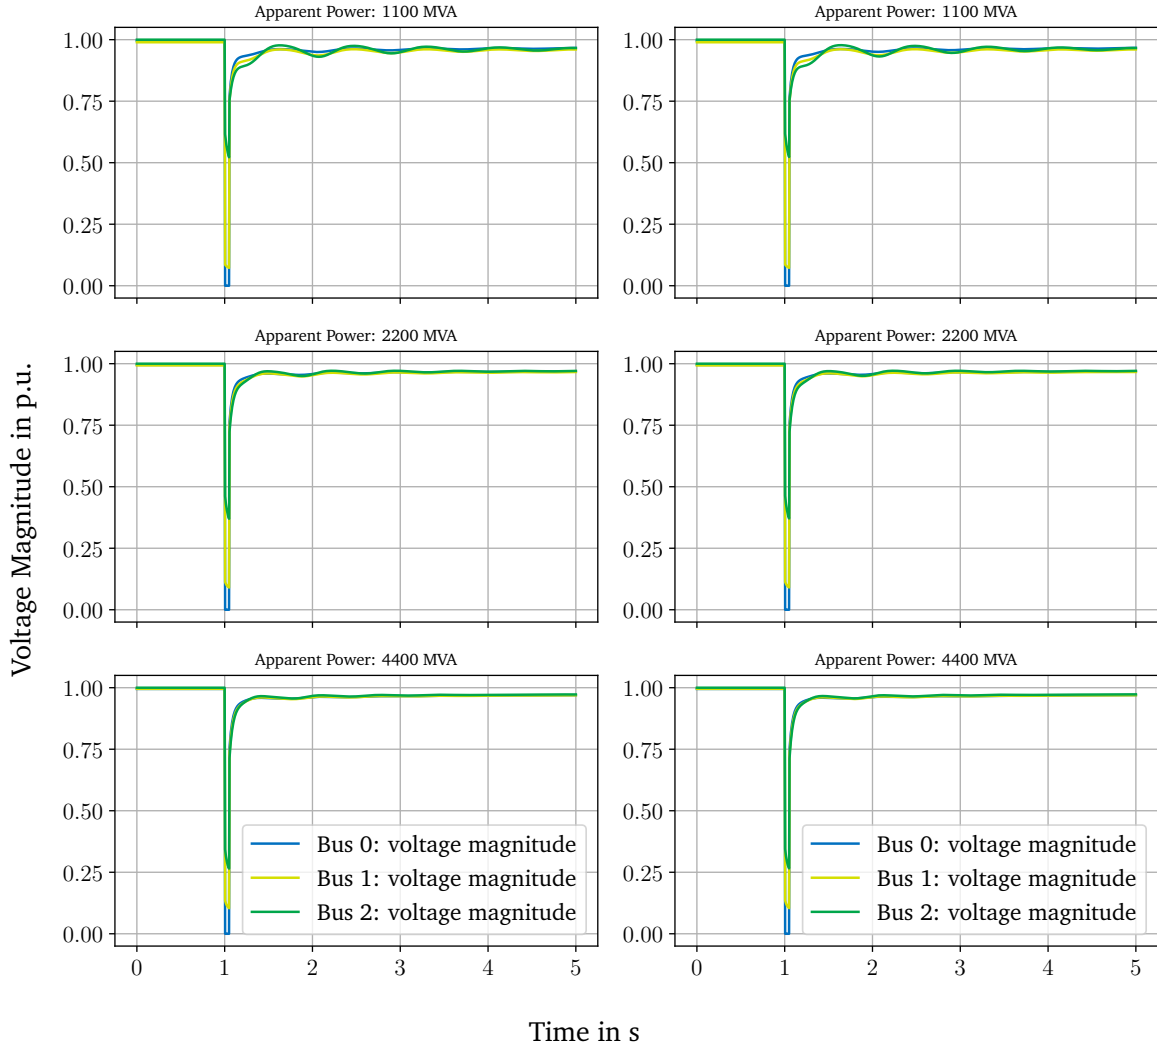 Apparent Power: 1100 MVA
Apparent Power: 1100 MVA
1.00
0.75
0.50
0.25
0.00
1.00
0.75
0.50
0.25
0.00
Apparent Power: 2200 MVA
Apparent Power: 2200 MVA
1.00
0.75
0.50
0.25
0.00
1.00
0.75
0.50
0.25
0.00
Voltage Magnitude in p.u.
Apparent Power: 4400 MVA
Apparent Power: 4400 MVA
1.00
0.75
0.50
0.25
0.00
Bus 0: voltage magnitude
Bus 1: voltage magnitude
Bus 2: voltage magnitude
0 1 2 3 4 5
1.00
0.75
0.50
0.25
0.00
Bus 0: voltage magnitude
Bus 1: voltage magnitude
Bus 2: voltage magnitude
0 1 2 3 4 5
Time in s